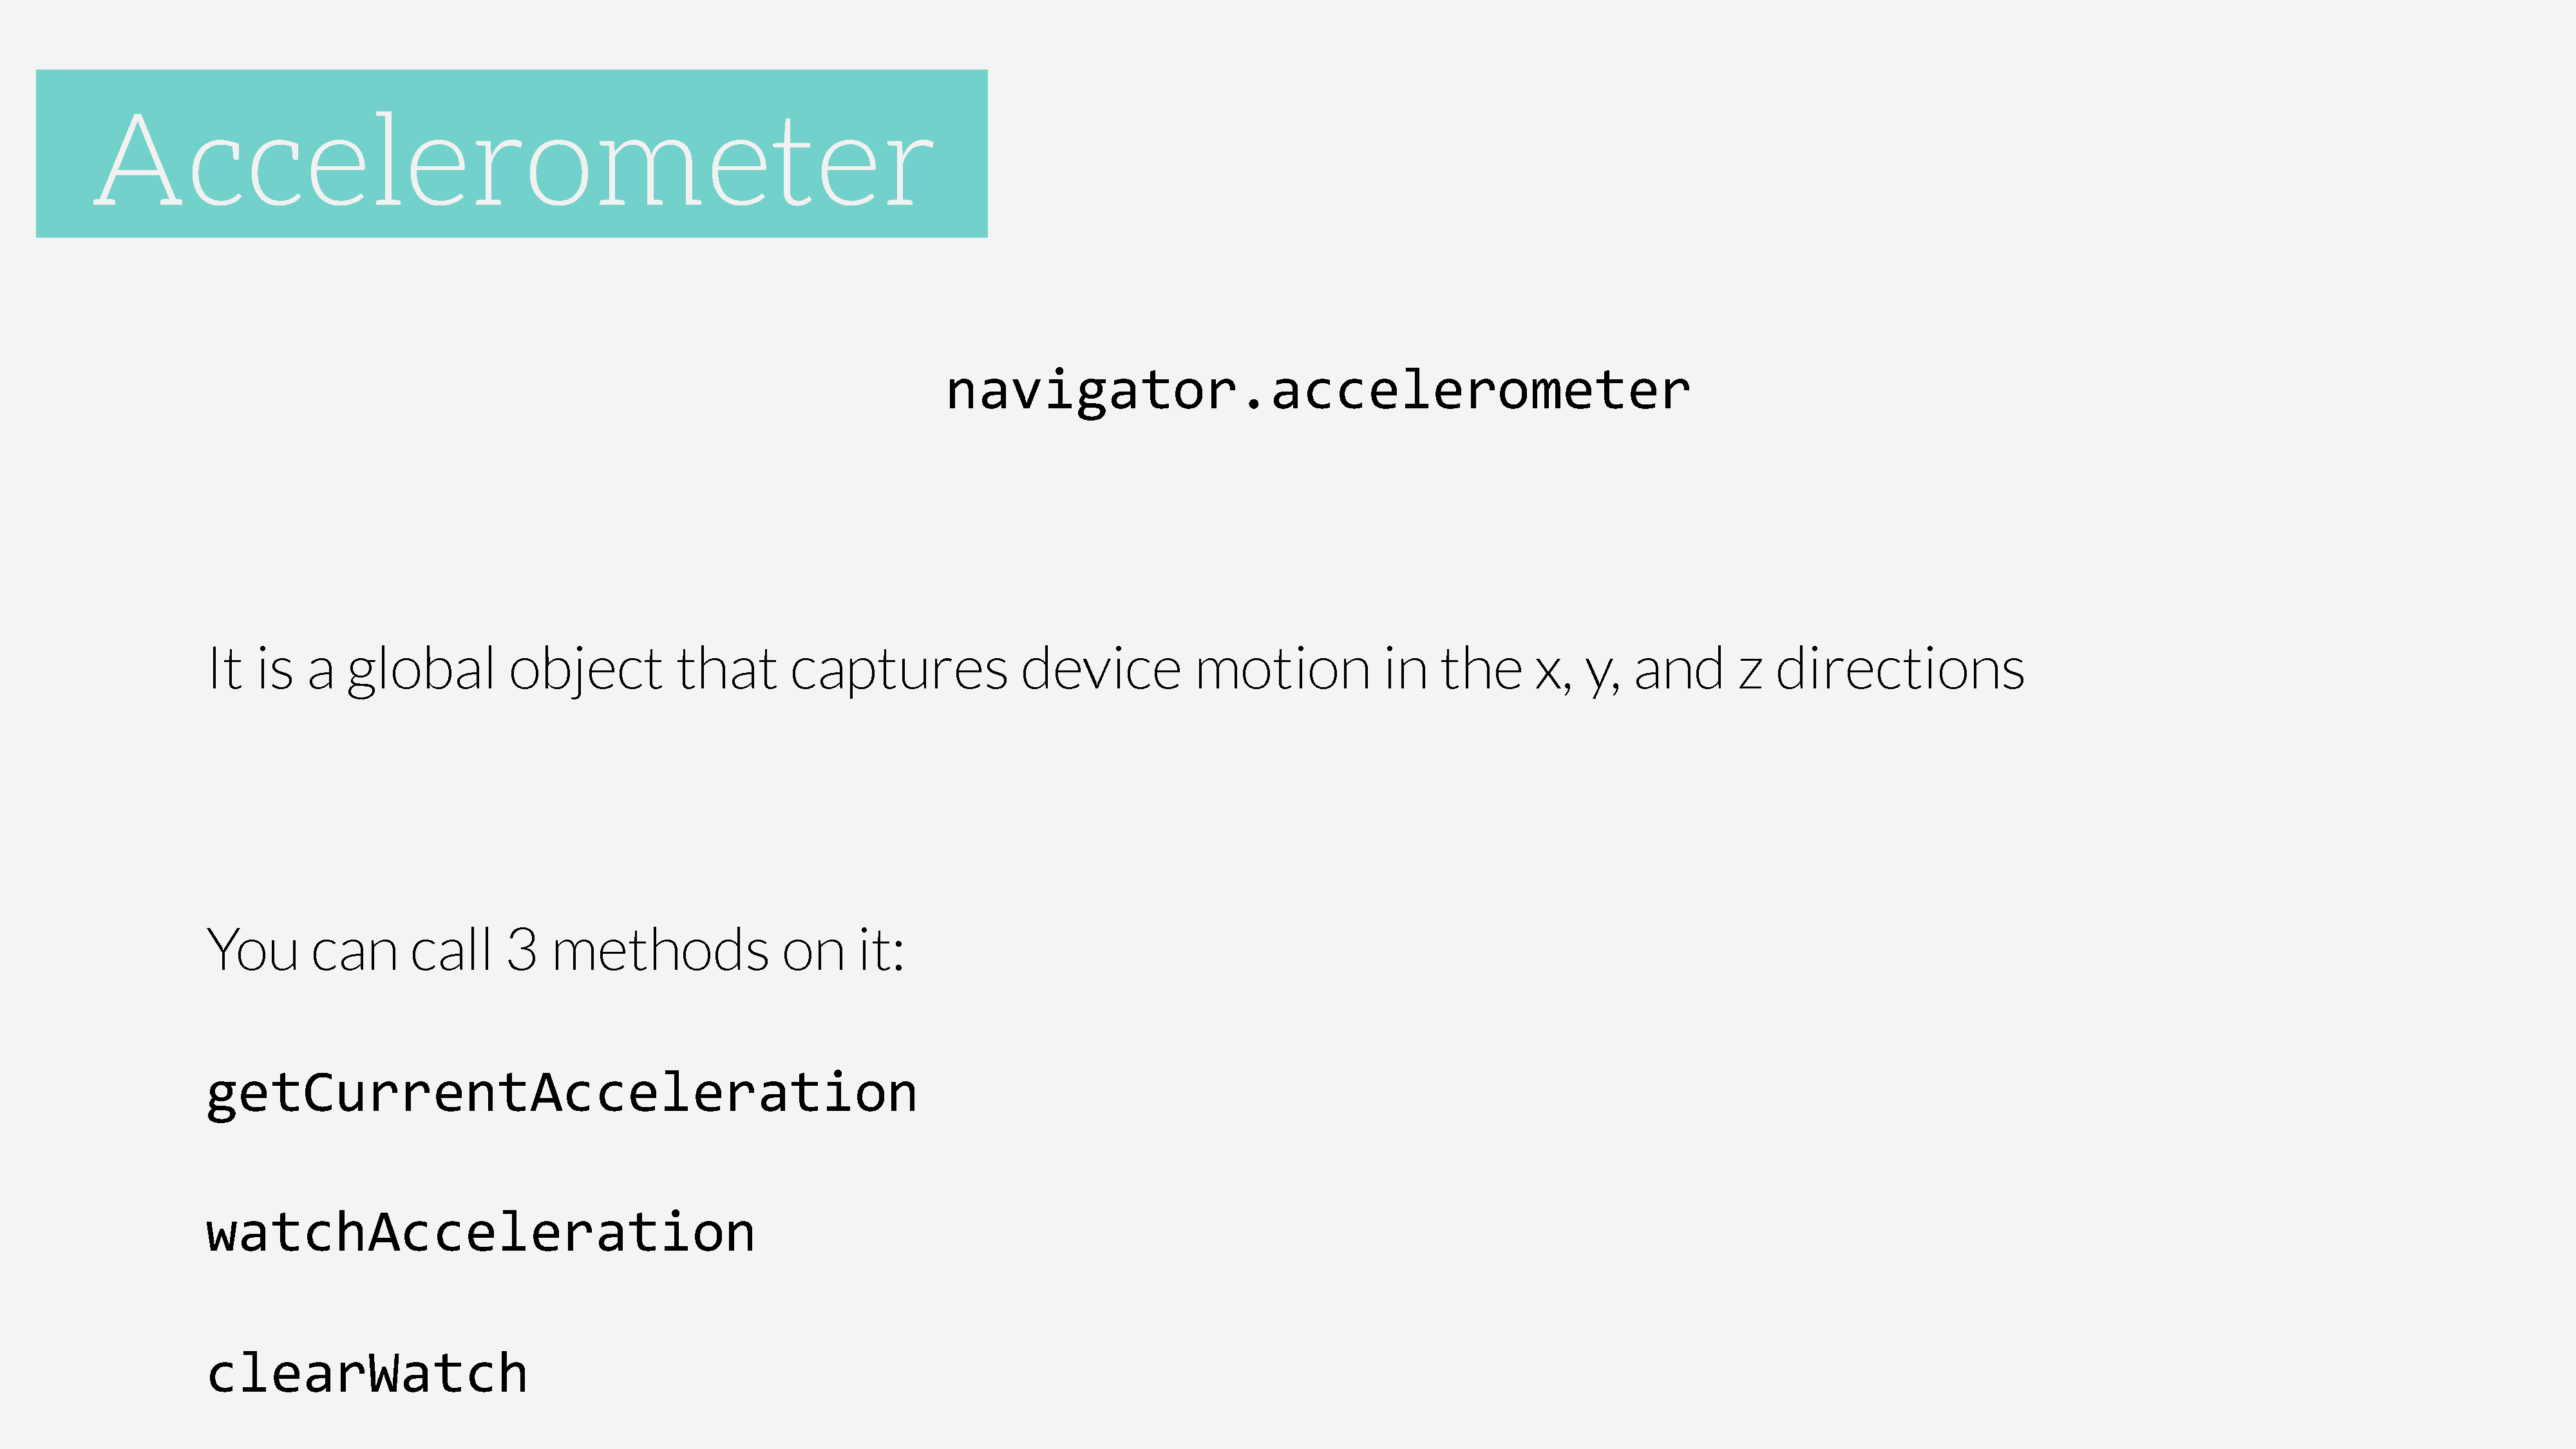 Accelerometer
navigator.accelerometer
It is a global object that captures device motion in the x, y, and z directions
You can call 3 methods on it:
getCurrentAcceleration
watchAcceleration
clearWatch